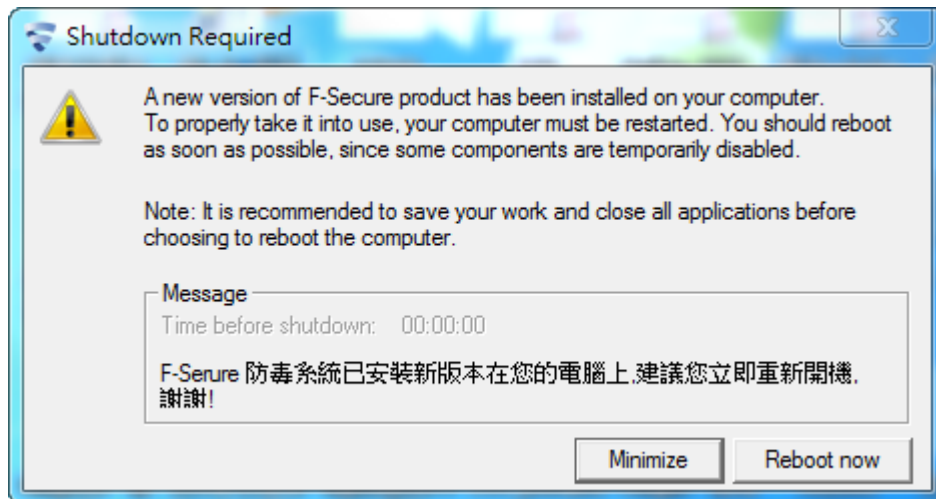 Shutdown Required
A new version of F-Secure product has been installed on your computer.
To properly take it into use, your computer must be restarted. You should reboot
as soon as possible, since some components are temporarily disabled.
Note: It is recommended to save your work and close all applications before
choosing to reboot the computer.
Message
Time before shutdown: 00:00:00
F-Serure 防毒系統已安裝新版本在您的電腦上,建議您立即重新開機,
謝謝!
Minimize
Reboot now